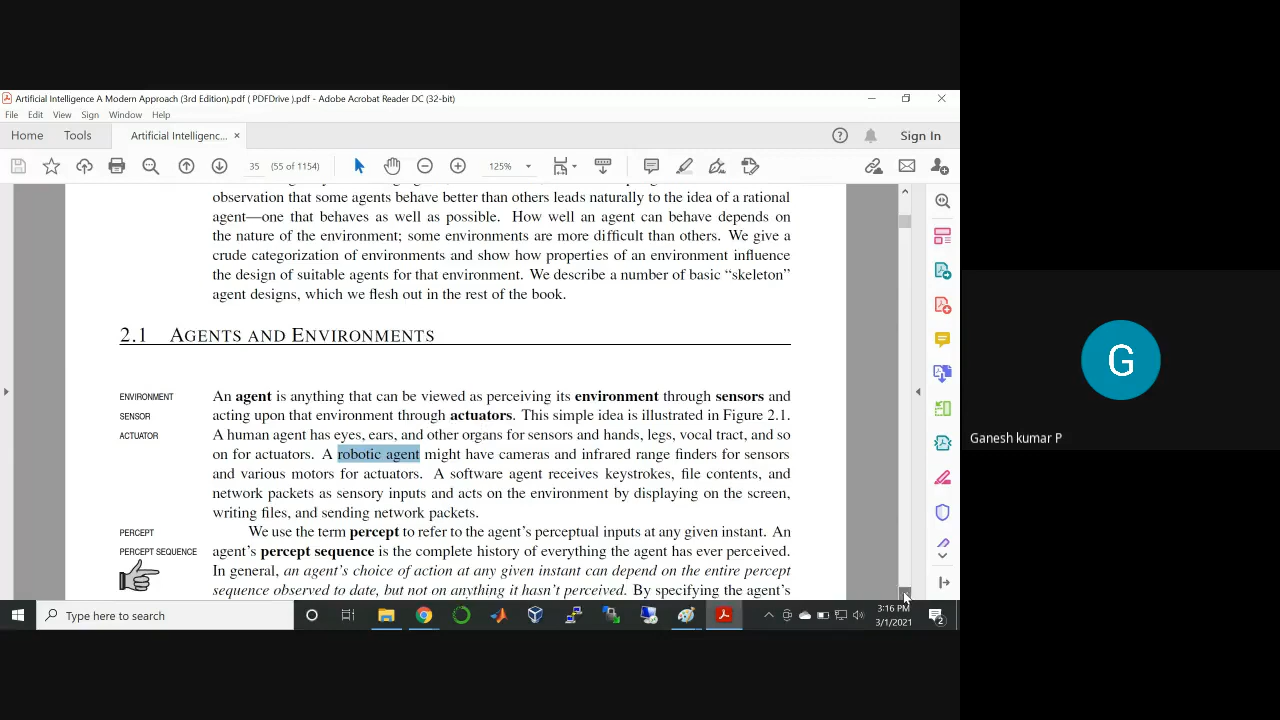 Artificial Intelligence A Modern Approach (3rd Edition).pdf ( PDFDrive ).pdf - Adobe Acrobat Reader DC (32-bit)
File Edit View Sign Window Help
Home Tools Artificial Intelligenc... × Sign In
35 (55 of 1154) 125%
observation that some agents behave better than others leads naturally to the idea of a rational
agent—one that behaves as well as possible. How well an agent can behave depends on
the nature of the environment; some environments are more difficult than others. We give a
crude categorization of environments and show how properties of an environment influence
the design of suitable agents for that environment. We describe a number of basic “skeleton”
agent designs, which we flesh out in the rest of the book.
2.1 AGENTS AND ENVIRONMENTS
ENVIRONMENT An agent is anything that can be viewed as perceiving its environment through sensors and
SENSOR acting upon that environment through actuators. This simple idea is illustrated in Figure 2.1.
ACTUATOR A human agent has eyes, ears, and other organs for sensors and hands, legs, vocal tract, and so
on for actuators. A robotic agent might have cameras and infrared range finders for sensors
and various motors for actuators. A software agent receives keystrokes, file contents, and
network packets as sensory inputs and acts on the environment by displaying on the screen,
writing files, and sending network packets.
PERCEPT We use the term percept to refer to the agent’s perceptual inputs at any given instant. An
PERCEPT SEQUENCE agent’s percept sequence is the complete history of everything the agent has ever perceived.
In general, an agent’s choice of action at any given instant can depend on the entire percept
sequence observed to date, but not on anything it hasn’t perceived. By specifying the agent’s
Type here to search
3:16 PM
3/1/2021
2
G
Ganesh kumar P